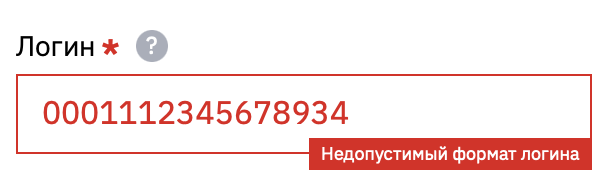 Логин * ?
0001112345678934
Недопустимый формат логина